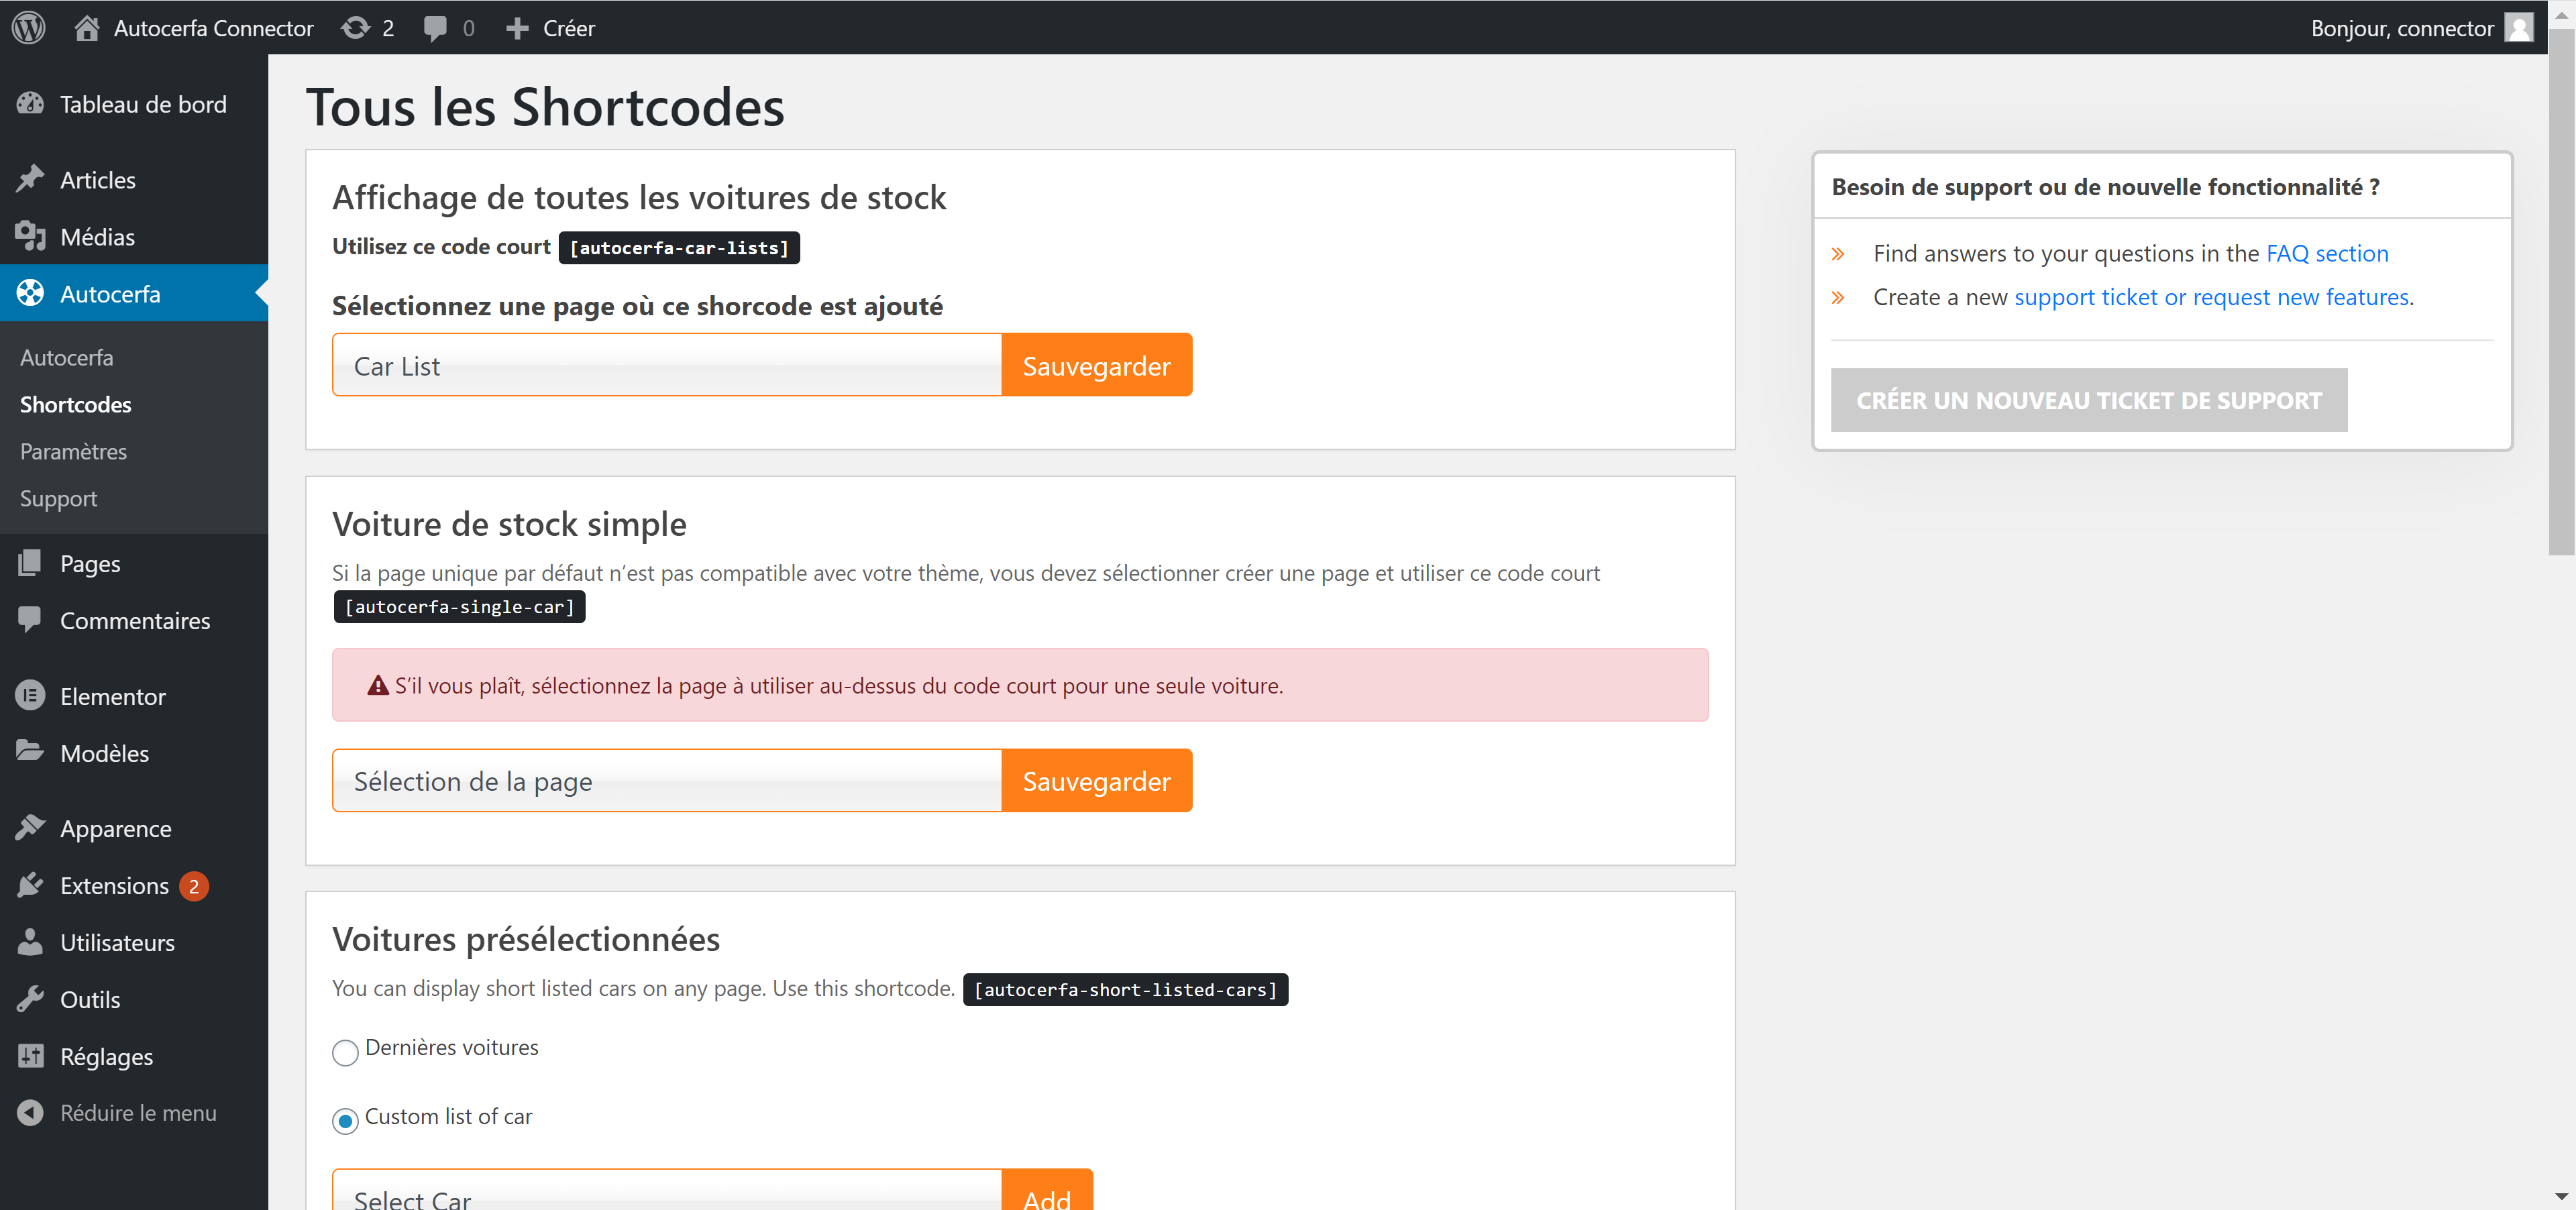 Autocerfa Connector 2 0 Créer Bonjour, connector
Tableau de bord
Articles
Médias
Autocerfa
Autocerfa
Shortcodes
Paramètres
Support
Pages
Commentaires
Elementor
Modèles
Apparence
Extensions 2
Utilisateurs
Outils
Réglages
Réduire le menu
Tous les Shortcodes
Affichage de toutes les voitures de stock
Utilisez ce code court [autocerfa-car-lists]
Sélectionnez une page où ce shorcode est ajouté
Car List Sauvegarder
Voiture de stock simple
Si la page unique par défaut n’est pas compatible avec votre thème, vous devez sélectionner créer une page et utiliser ce code court
[autocerfa-single-car]
S’il vous plaît, sélectionnez la page à utiliser au-dessus du code court pour une seule voiture.
Sélection de la page Sauvegarder
Voitures présélectionnées
You can display short listed cars on any page. Use this shortcode. [autocerfa-short-listed-cars]
Dernières voitures
Custom list of car
Select Car Add
Besoin de support ou de nouvelle fonctionnalité ?
Find answers to your questions in the FAQ section
Create a new support ticket or request new features.
CRÉER UN NOUVEAU TICKET DE SUPPORT